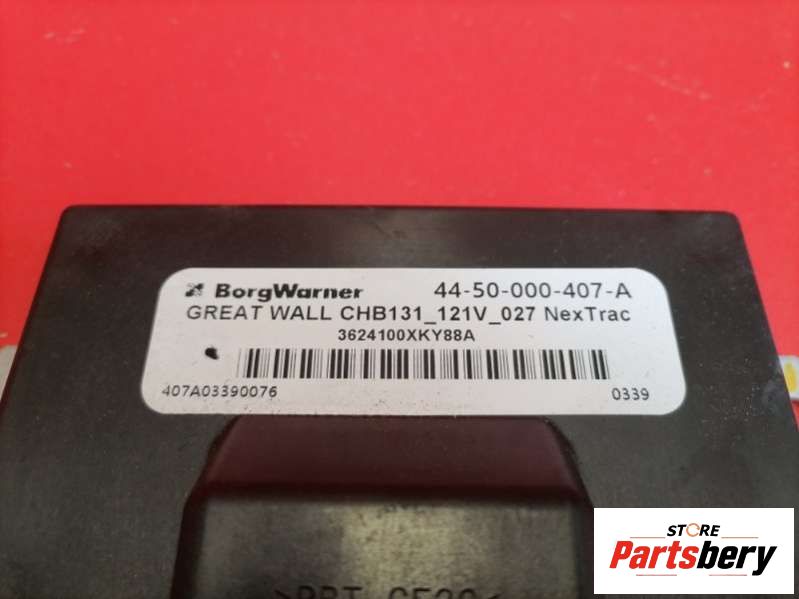 BorgWarner 44-50-000-407-A
GREAT WALL CHB131_121V_027 NexTrac
3624100XKY88A
407A03390076 0339
STORE
Partsbery